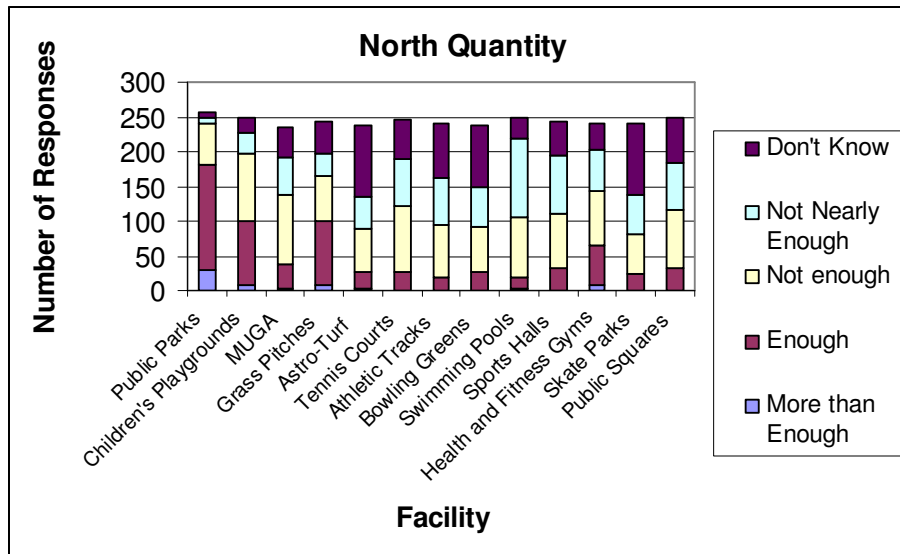 North Quantity
Number of Responses
300
250
200
150
100
50
0
Public Parks
Children's Playgrounds
MUGA
Grass Pitches
Astro-Turf
Tennis Courts
Athletic Tracks
Bowling Greens
Swimming Pools
Sports Halls
Health and Fitness Gyms
Skate Parks
Public Squares
Facility
Don't Know
Not Nearly
Enough
Not enough
Enough
More than
Enough